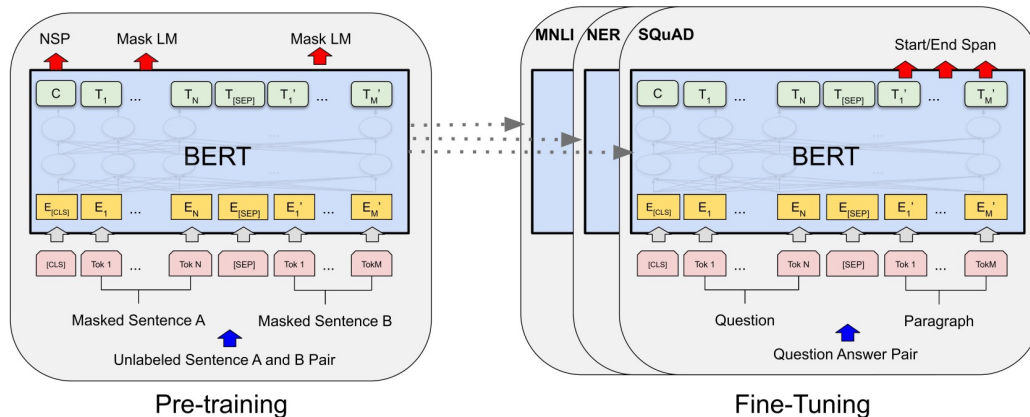 NSP Mask LM Mask LM
C T1 ... TN T[SEP] T1' ... TM'
BERT
E[CLS] E1 ... EN E[SEP] E1' ... EM'
[CLS] Tok 1 ... Tok N [SEP] Tok 1 ... TokM
Masked Sentence A Masked Sentence B
Unlabeled Sentence A and B Pair
Pre-training
MNLI NER SQuAD
Start/End Span
C T1 ... TN T[SEP] T1' ... TM'
BERT
E[CLS] E1 ... EN E[SEP] E1' ... EM'
[CLS] Tok 1 ... Tok N [SEP] Tok 1 ... TokM
Question Paragraph
Question Answer Pair
Fine-Tuning